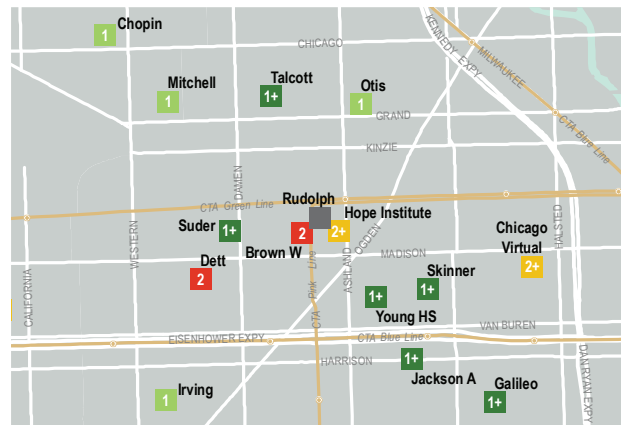 Chopin
1
CHICAGO
KENNEDY EXPY
MILWAUKEE
Mitchell
1
Talcott
1+
Otis
1
GRAND
CTA Blue Line
KINZIE
DAMEN
CTA Green Line
Rudolph
Suder
1+
Brown W
2
Hope Institute
2+
OGDEN
WESTERN
ASHLAND
HALSTED
Chicago
Virtual
2+
Dett
2
MADISON
Skinner
1+
CALIFORNIA
CTA Pink Line
Young HS
1+
VAN BUREN
EISENHOWER EXPY
CTA Blue Line
HARRISON
DAN RYAN EXPY
Jackson A
1+
Irving
1
Galileo
1+